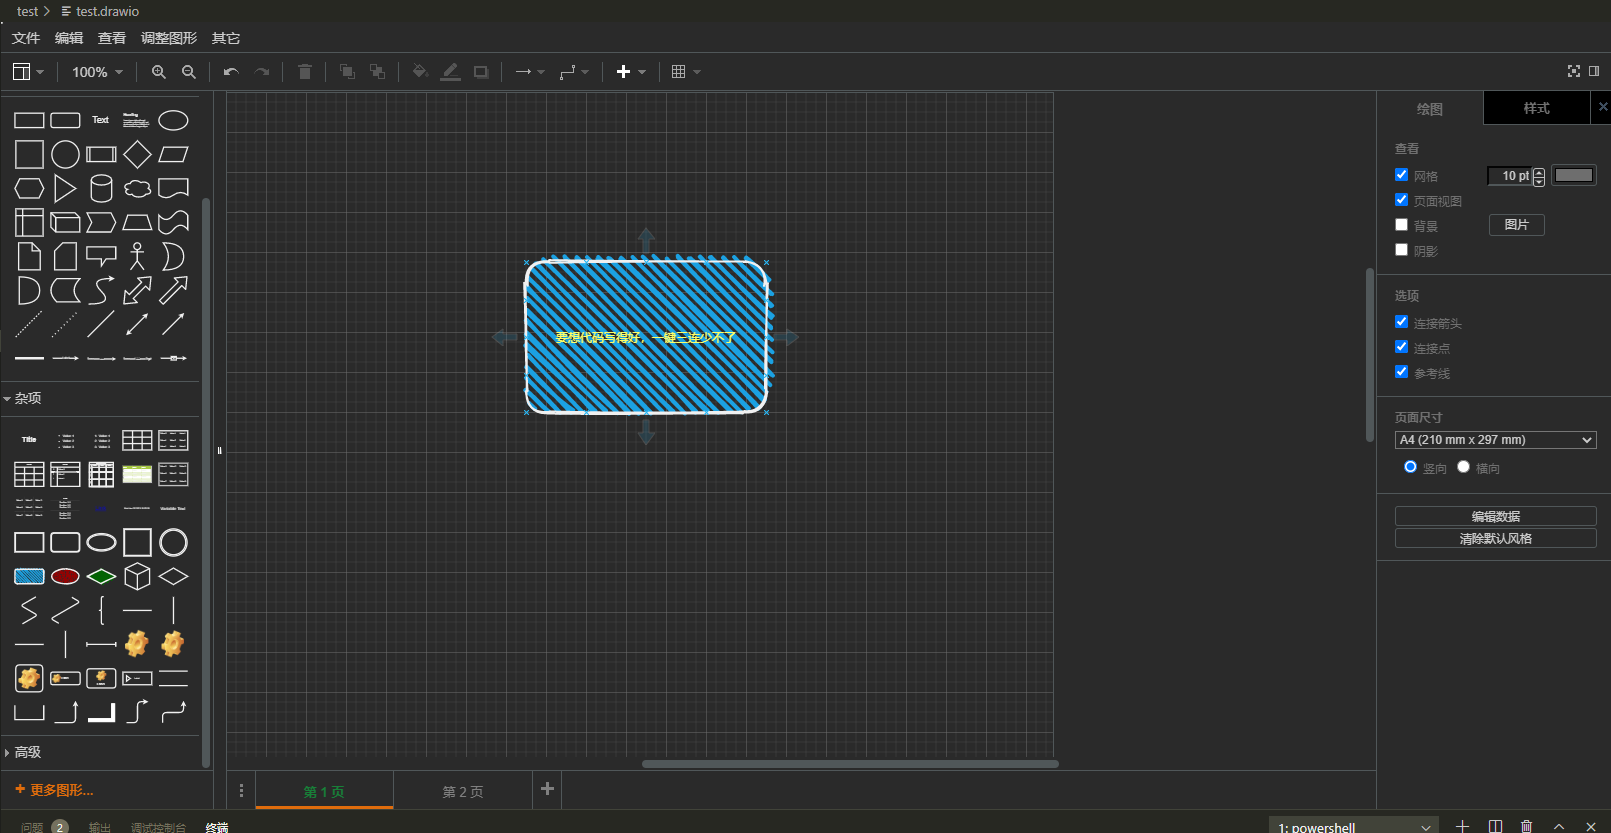 test > test.drawio
文件 编辑 查看 调整图形 其它
100%
Text
杂项
Title
高级
+ 更多图形...
要想代码写得好，一键三连少不了
第 1 页
第 2 页
绘图
样式
查看
网格
10 pt
页面视图
背景
图片
阴影
选项
连接箭头
连接点
参考线
页面尺寸
A4 (210 mm x 297 mm)
竖向 横向
编辑数据
清除默认风格
问题 2 输出 调试控制台 终端
1: powershell